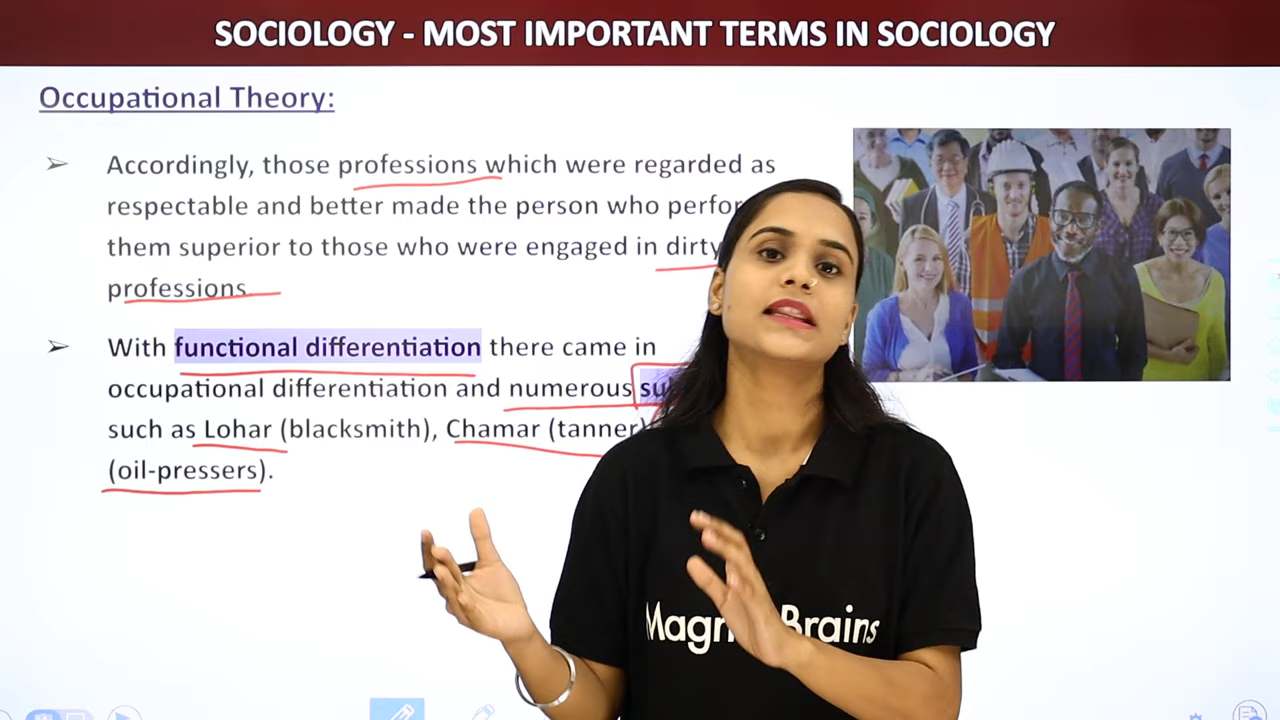 SOCIOLOGY - MOST IMPORTANT TERMS IN SOCIOLOGY
Occupational Theory:
➢ Accordingly, those professions which were regarded as
respectable and better made the person who perfor
them superior to those who were engaged in dirty
professions
➢ With functional differentiation there came in
occupational differentiation and numerous su
such as Lohar (blacksmith), Chamar (tanner)
(oil-pressers).
Magn Brains